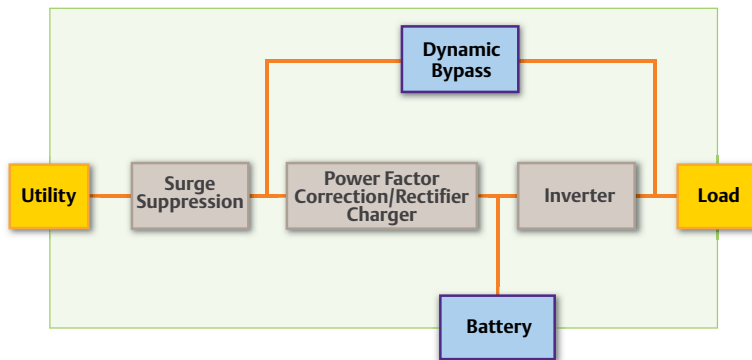 Dynamic
Bypass
Utility
Surge
Suppression
Power Factor
Correction/Rectifier
Charger
Inverter
Load
Battery